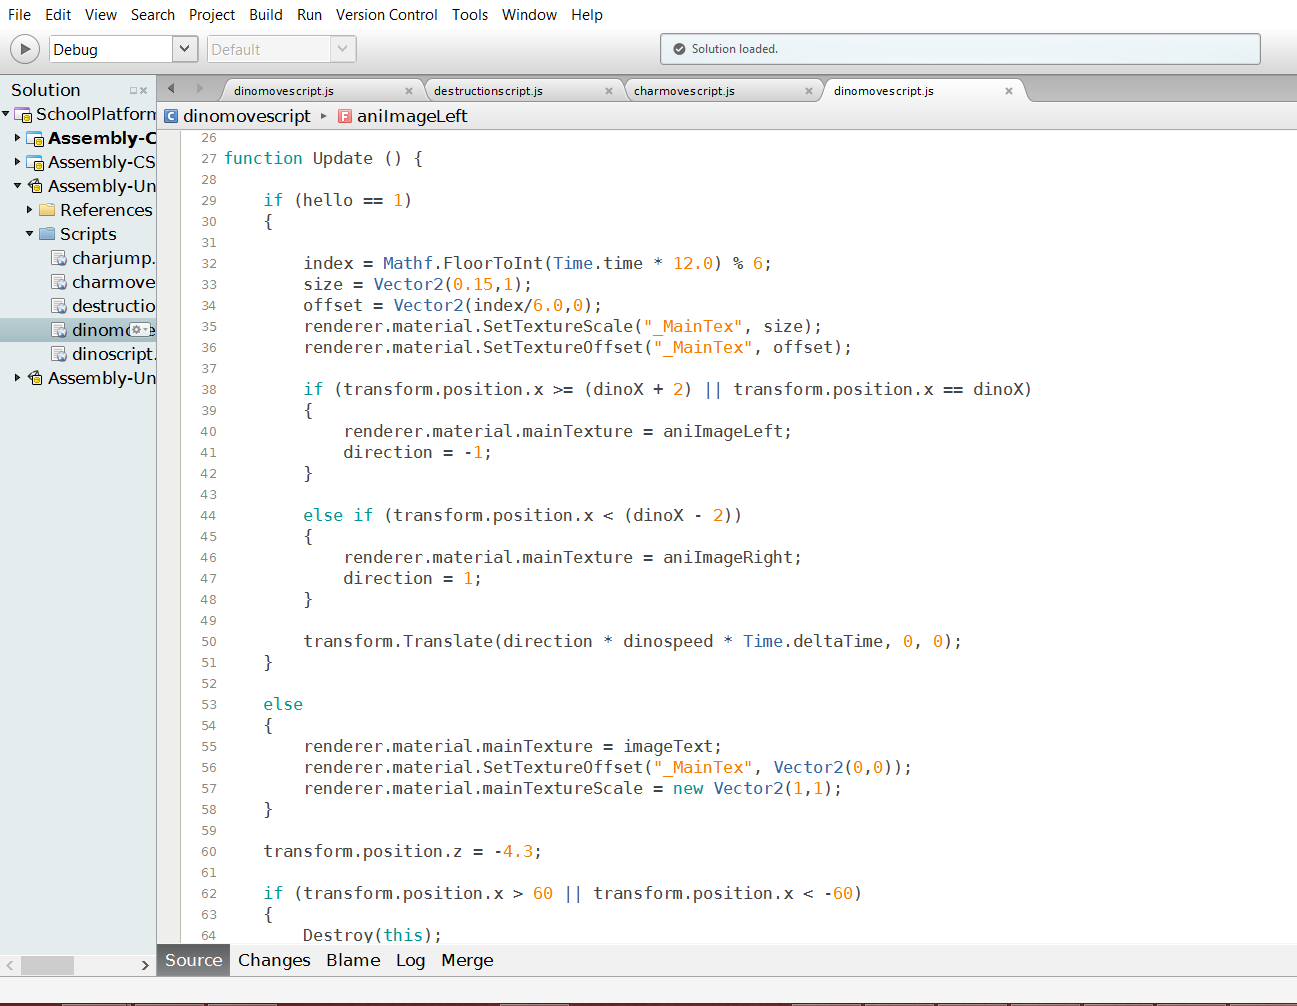 File Edit View Search Project Build Run Version Control Tools Window Help
Debug Default Solution loaded.
Solution
SchoolPlatform
Assembly-C
Assembly-CS
Assembly-Un
References
Scripts
charjump.
charmove
destructio
dinomove
dinoscript.
Assembly-Un
dinomovescript.js destructionscript.js charmovescript.js dinomovescript.js
C dinomovescript F aniImageLeft
26
27 function Update () {
28
29 if (hello == 1)
30 {
31
32 index = Mathf.FloorToInt(Time.time * 12.0) % 6;
33 size = Vector2(0.15,1);
34 offset = Vector2(index/6.0,0);
35 renderer.material.SetTextureScale("_MainTex", size);
36 renderer.material.SetTextureOffset("_MainTex", offset);
37
38 if (transform.position.x >= (dinoX + 2) || transform.position.x == dinoX)
39 {
40 renderer.material.mainTexture = aniImageLeft;
41 direction = -1;
42 }
43
44 else if (transform.position.x < (dinoX - 2))
45 {
46 renderer.material.mainTexture = aniImageRight;
47 direction = 1;
48 }
49
50 transform.Translate(direction * dinospeed * Time.deltaTime, 0, 0);
51 }
52
53 else
54 {
55 renderer.material.mainTexture = imageText;
56 renderer.material.SetTextureOffset("_MainTex", Vector2(0,0));
57 renderer.material.mainTextureScale = new Vector2(1,1);
58 }
59
60 transform.position.z = -4.3;
61
62 if (transform.position.x > 60 || transform.position.x < -60)
63 {
64 Destroy(this);
Source Changes Blame Log Merge